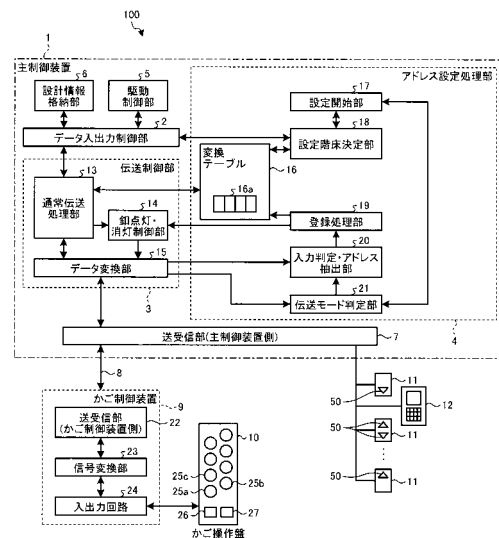 100
1
主制御装置
6
設計情報
格納部
5
駆動
制御部
2
データ入出力制御部
13
伝送制御部
通常伝送
処理部
14
釦点灯・
消灯制御部
15
データ変換部
3
アドレス設定処理部
17
設定開始部
18
設定階床決定部
変換
テーブル
16a
16
19
登録処理部
20
入力判定・アドレス
抽出部
21
伝送モード判定部
4
送受信部(主制御装置側)
7
8
かご制御装置
9
送受信部
(かご制御装置側)
22
23
信号変換部
24
入出力回路
10
25c
25a
25b
26
27
かご操作盤
50
11
12
50
11
50
11